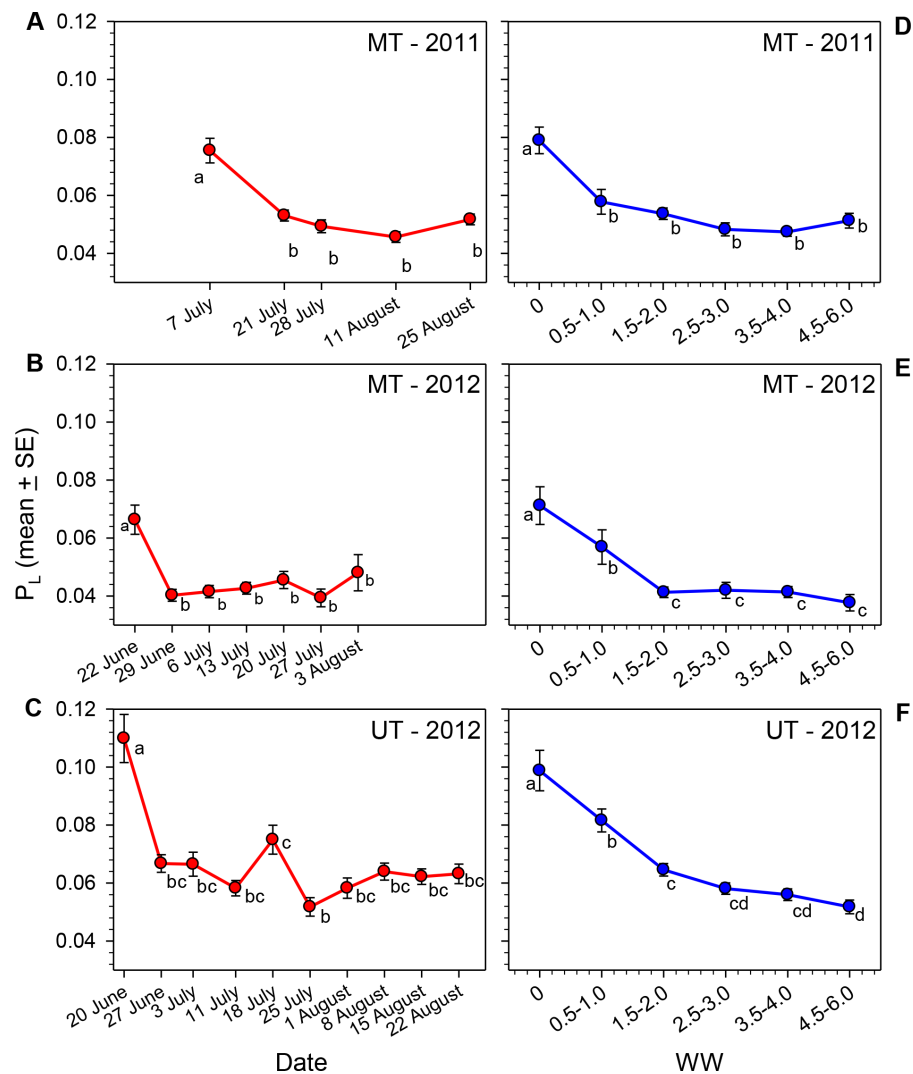 A
MT - 2011
0.12
0.10
0.08
0.06
0.04
a
b
b
b
b
7 July
21 July
28 July
11 August
25 August
D
MT - 2011
a
b
b
b
b
b
0
0.5-1.0
1.5-2.0
2.5-3.0
3.5-4.0
4.5-6.0
B
MT - 2012
0.12
0.10
0.08
0.06
0.04
P_L (mean ± SE)
a
b
b
b
b
b
b
22 June
29 June
6 July
13 July
20 July
27 July
3 August
E
MT - 2012
a
b
c
c
c
c
0
0.5-1.0
1.5-2.0
2.5-3.0
3.5-4.0
4.5-6.0
C
UT - 2012
0.12
0.10
0.08
0.06
0.04
a
bc
bc
bc
c
b
bc
bc
bc
bc
20 June
27 June
3 July
11 July
18 July
25 July
1 August
8 August
15 August
22 August
Date
F
UT - 2012
a
b
c
cd
cd
d
0
0.5-1.0
1.5-2.0
2.5-3.0
3.5-4.0
4.5-6.0
WW